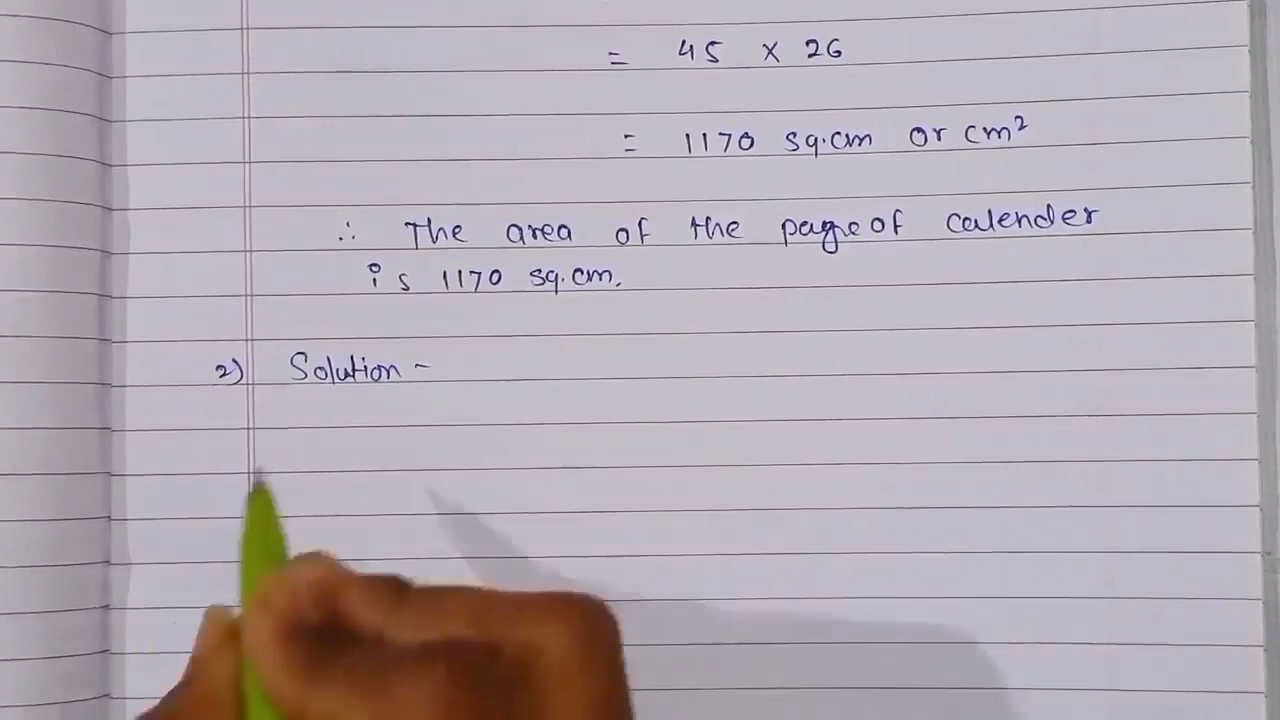 = 45 × 26
= 1170 sq.cm or cm²
∴ The area of the page of calender
is 1170 sq.cm.
2) Solution -